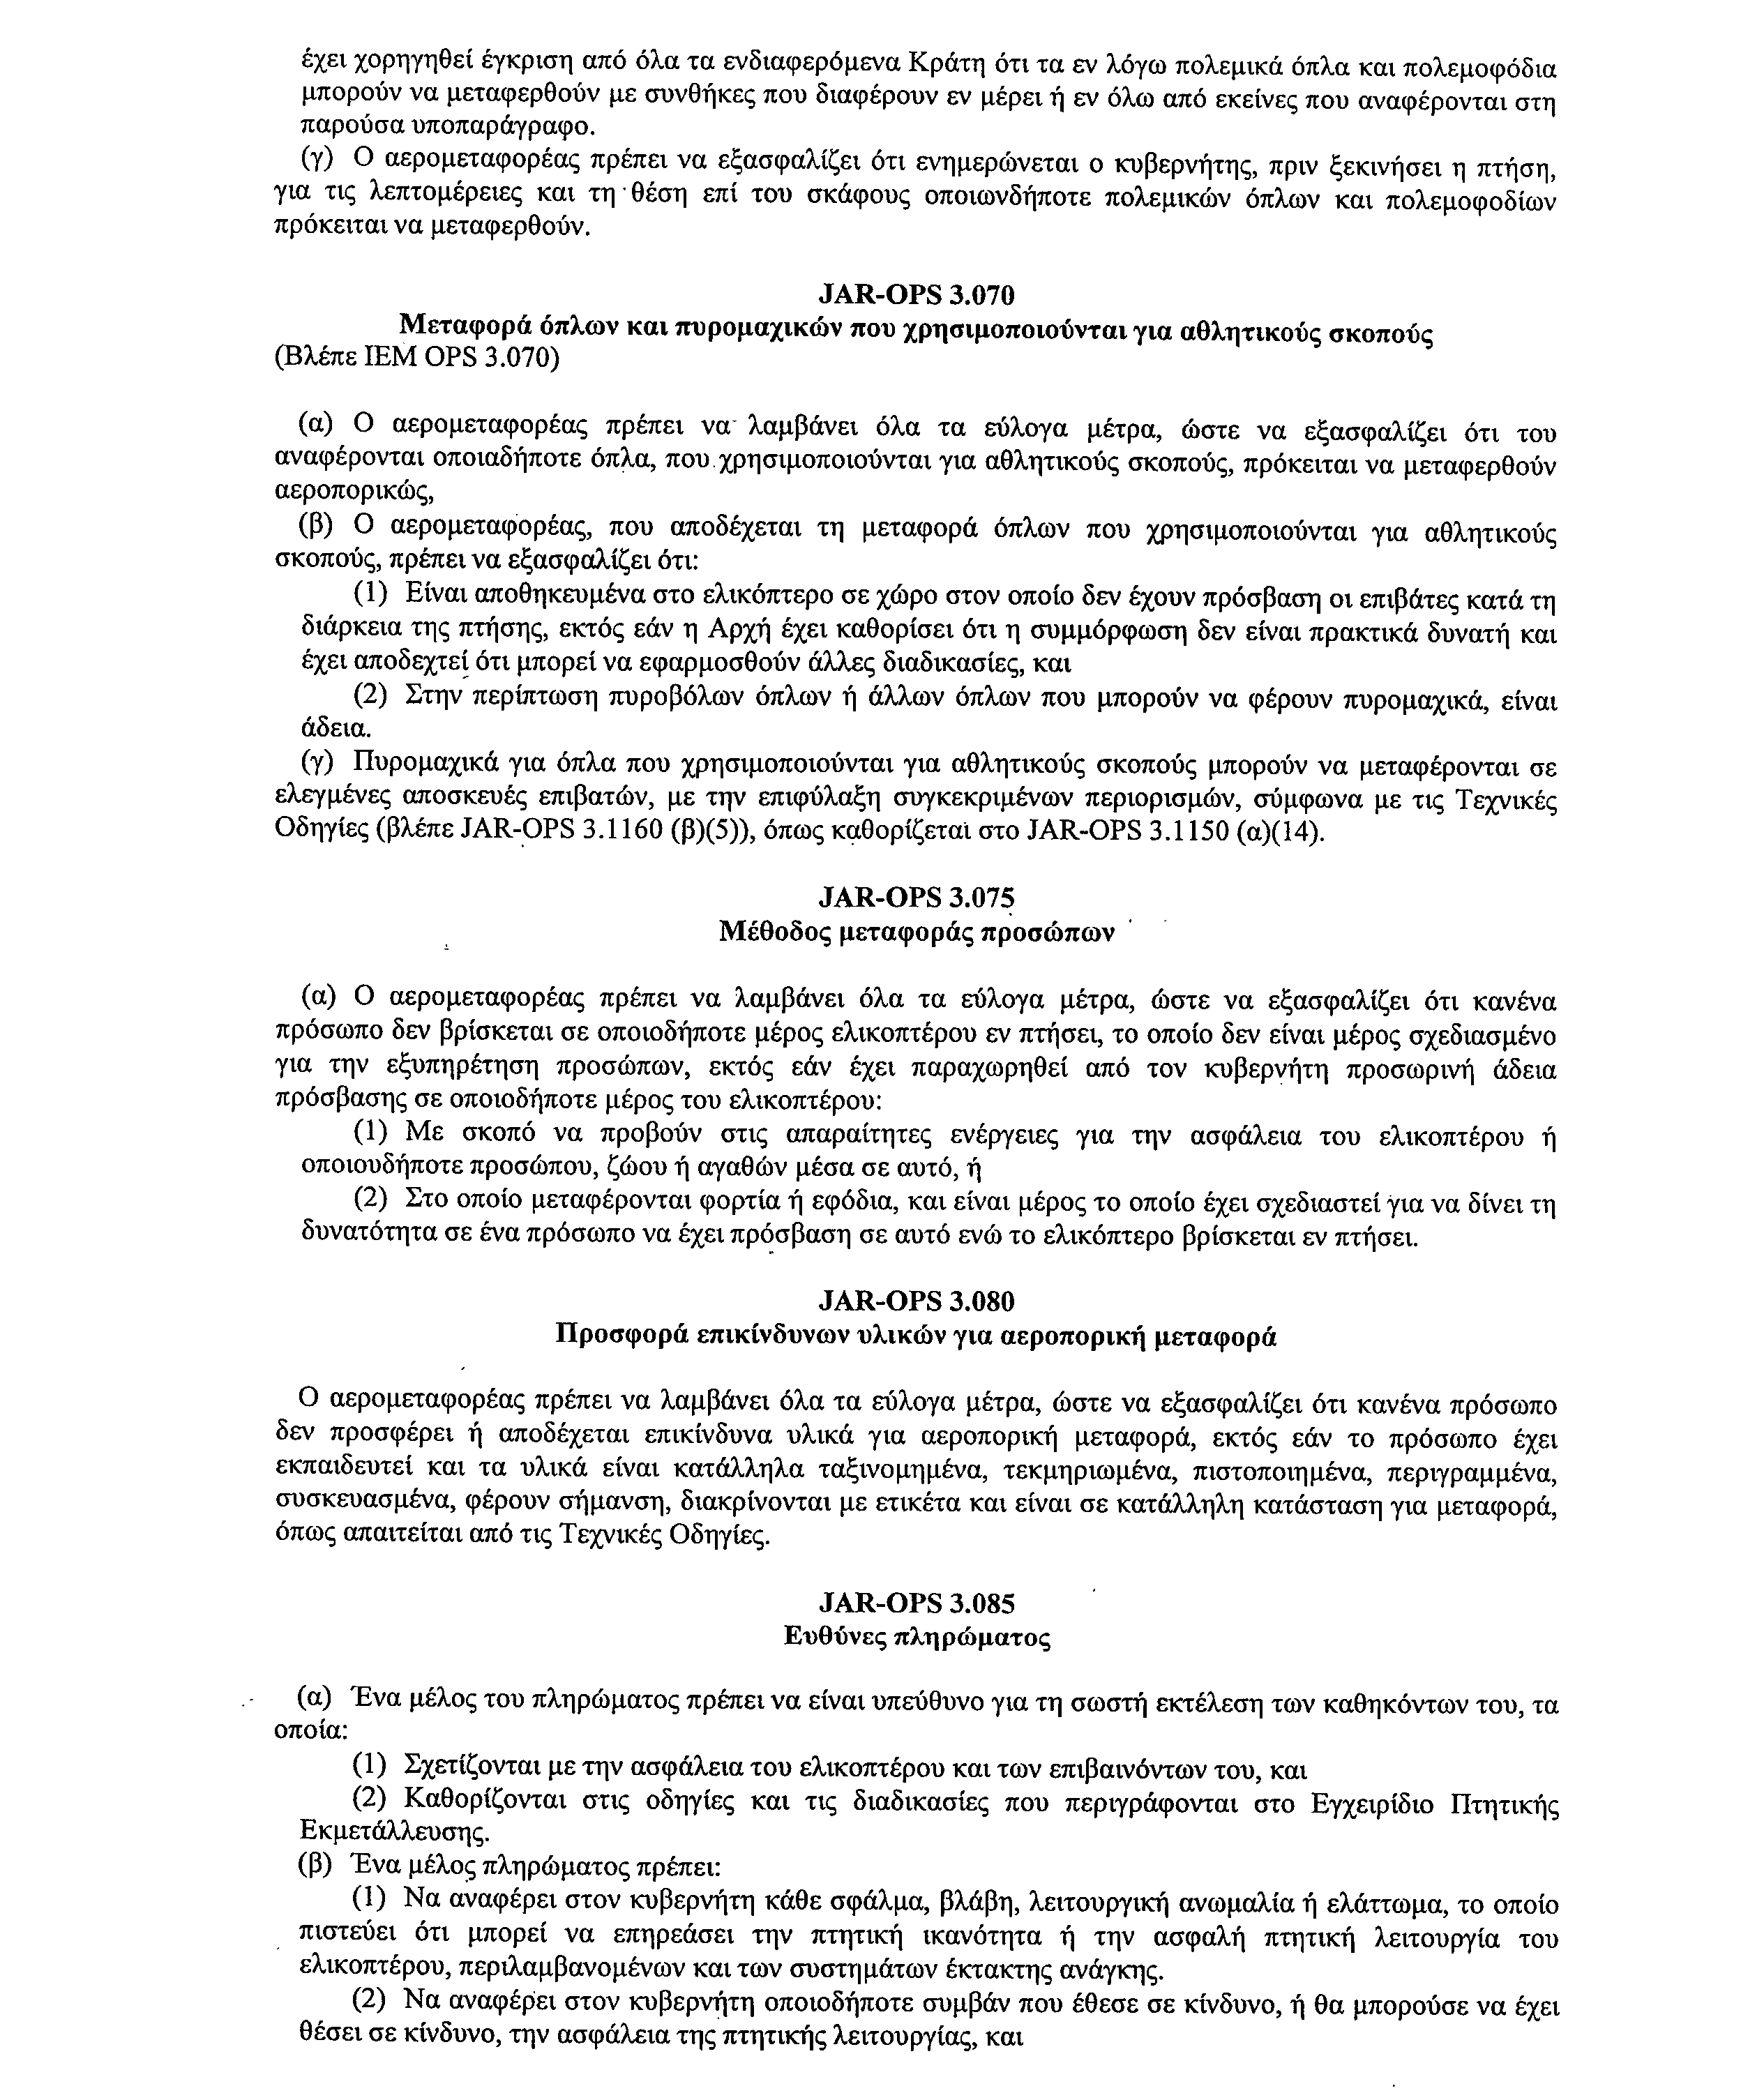 έχει χορηγηθεί έγκριση από όλα τα ενδιαφερόμενα Κράτη ότι τα εν λόγω πολεμικά όπλα και πολεμοφόδια
μπορούν να μεταφερθούν με συνθήκες που διαφέρουν εν μέρει ή εν όλω από εκείνες που αναφέρονται στη
παρούσα υποπαράγραφο.
(γ) Ο αερομεταφορέας πρέπει να εξασφαλίζει ότι ενημερώνεται ο κυβερνήτης, πριν ξεκινήσει η πτήση,
για τις λεπτομέρειες και τη θέση επί του σκάφους οποιωνδήποτε πολεμικών όπλων και πολεμοφοδίων
πρόκειται να μεταφερθούν.
JAR-OPS 3.070
Μεταφορά όπλων και πυρομαχικών που χρησιμοποιούνται για αθλητικούς σκοπούς
(Βλέπε IEM OPS 3.070)
(α) Ο αερομεταφορέας πρέπει να λαμβάνει όλα τα εύλογα μέτρα, ώστε να εξασφαλίζει ότι του
αναφέρονται οποιαδήποτε όπλα, που χρησιμοποιούνται για αθλητικούς σκοπούς, πρόκειται να μεταφερθούν
αεροπορικώς,
(β) Ο αερομεταφορέας, που αποδέχεται τη μεταφορά όπλων που χρησιμοποιούνται για αθλητικούς
σκοπούς, πρέπει να εξασφαλίζει ότι:
(1) Είναι αποθηκευμένα στο ελικόπτερο σε χώρο στον οποίο δεν έχουν πρόσβαση οι επιβάτες κατά τη
διάρκεια της πτήσης, εκτός εάν η Αρχή έχει καθορίσει ότι η συμμόρφωση δεν είναι πρακτικά δυνατή και
έχει αποδεχτεί ότι μπορεί να εφαρμοσθούν άλλες διαδικασίες, και
(2) Στην περίπτωση πυροβόλων όπλων ή άλλων όπλων που μπορούν να φέρουν πυρομαχικά, είναι
άδεια.
(γ) Πυρομαχικά για όπλα που χρησιμοποιούνται για αθλητικούς σκοπούς μπορούν να μεταφέρονται σε
ελεγμένες αποσκευές επιβατών, με την επιφύλαξη συγκεκριμένων περιορισμών, σύμφωνα με τις Τεχνικές
Οδηγίες (βλέπε JAR-OPS 3.1160 (β)(5)), όπως καθορίζεται στο JAR-OPS 3.1150 (α)(14).
JAR-OPS 3.075
Μέθοδος μεταφοράς προσώπων
(α) Ο αερομεταφορέας πρέπει να λαμβάνει όλα τα εύλογα μέτρα, ώστε να εξασφαλίζει ότι κανένα
πρόσωπο δεν βρίσκεται σε οποιοδήποτε μέρος ελικοπτέρου εν πτήσει, το οποίο δεν είναι μέρος σχεδιασμένο
για την εξυπηρέτηση προσώπων, εκτός εάν έχει παραχωρηθεί από τον κυβερνήτη προσωρινή άδεια
πρόσβασης σε οποιοδήποτε μέρος του ελικοπτέρου:
(1) Με σκοπό να προβούν στις απαραίτητες ενέργειες για την ασφάλεια του ελικοπτέρου ή
οποιουδήποτε προσώπου, ζώου ή αγαθών μέσα σε αυτό, ή
(2) Στο οποίο μεταφέρονται φορτία ή εφόδια, και είναι μέρος το οποίο έχει σχεδιαστεί για να δίνει τη
δυνατότητα σε ένα πρόσωπο να έχει πρόσβαση σε αυτό ενώ το ελικόπτερο βρίσκεται εν πτήσει.
JAR-OPS 3.080
Προσφορά επικίνδυνων υλικών για αεροπορική μεταφορά
Ο αερομεταφορέας πρέπει να λαμβάνει όλα τα εύλογα μέτρα, ώστε να εξασφαλίζει ότι κανένα πρόσωπο
δεν προσφέρει ή αποδέχεται επικίνδυνα υλικά για αεροπορική μεταφορά, εκτός εάν το πρόσωπο έχει
εκπαιδευτεί και τα υλικά είναι κατάλληλα ταξινομημένα, τεκμηριωμένα, πιστοποιημένα, περιγραμμένα,
συσκευασμένα, φέρουν σήμανση, διακρίνονται με ετικέτα και είναι σε κατάλληλη κατάσταση για μεταφορά,
όπως απαιτείται από τις Τεχνικές Οδηγίες.
JAR-OPS 3.085
Ευθύνες πληρώματος
(α) Ένα μέλος του πληρώματος πρέπει να είναι υπεύθυνο για τη σωστή εκτέλεση των καθηκόντων του, τα
οποία:
(1) Σχετίζονται με την ασφάλεια του ελικοπτέρου και των επιβαινόντων του, και
(2) Καθορίζονται στις οδηγίες και τις διαδικασίες που περιγράφονται στο Εγχειρίδιο Πτητικής
Εκμετάλλευσης.
(β) Ένα μέλος πληρώματος πρέπει:
(1) Να αναφέρει στον κυβερνήτη κάθε σφάλμα, βλάβη, λειτουργική ανωμαλία ή ελάττωμα, το οποίο
πιστεύει ότι μπορεί να επηρεάσει την πτητική ικανότητα ή την ασφαλή πτητική λειτουργία του
ελικοπτέρου, περιλαμβανομένων και των συστημάτων έκτακτης ανάγκης.
(2) Να αναφέρει στον κυβερνήτη οποιοδήποτε συμβάν που έθεσε σε κίνδυνο, ή θα μπορούσε να έχει
θέσει σε κίνδυνο, την ασφάλεια της πτητικής λειτουργίας, και